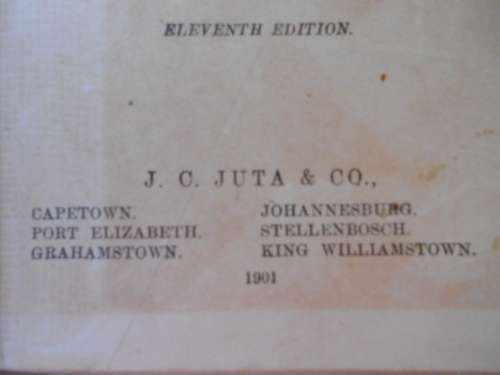 ELEVENTH EDITION.
J. C. JUTA & CO.,
CAPETOWN. JOHANNESBURG.
PORT ELIZABETH. STELLENBOSCH.
GRAHAMSTOWN. KING WILLIAMSTOWN.
1901